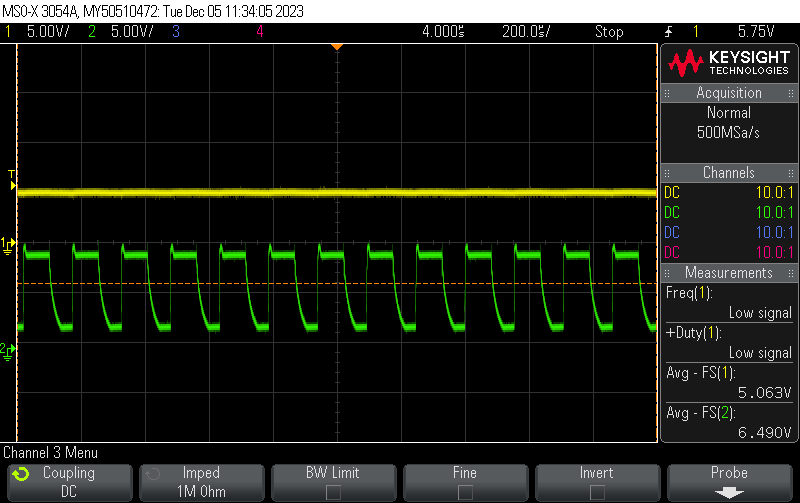 MSO-X 3054A, MY50510472: Tue Dec 05 11:34:05 2023
1 5.00V/ 2 5.00V/ 3 4 4.000s 200.0s/ Stop 1 5.75V
KEYSIGHT
TECHNOLOGIES
Acquisition
Normal
500MSa/s
Channels
DC 10.0:1
DC 10.0:1
DC 10.0:1
DC 10.0:1
Measurements
Freq(1):
Low signal
+Duty(1):
Low signal
Avg - FS(1):
5.063V
Avg - FS(2):
6.490V
T
1
2
Channel 3 Menu
Coupling
DC
Imped
1M Ohm
BW Limit
Fine
Invert
Probe